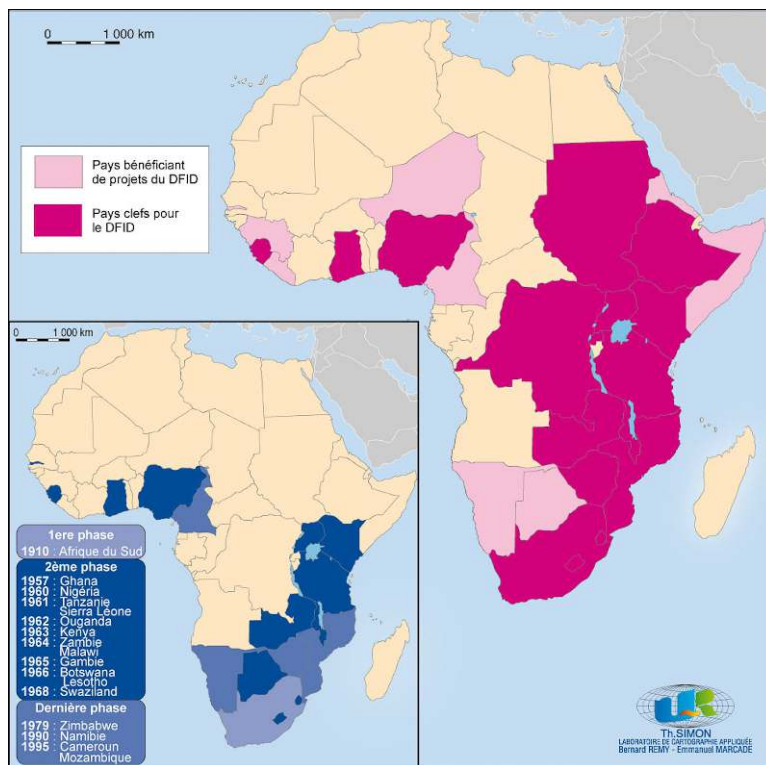 0 1 000 km
Pays bénéficiant
de projets du DFID
Pays clefs pour
le DFID
0 1 000 km
1ere phase
1910 : Afrique du Sud
2ème phase
1957 : Ghana
1960 : Nigéria
1961 : Tanzanie
Sierra Léone
1962 : Ouganda
1963 : Kenya
1964 : Zambie
Malawi
1965 : Gambie
1966 : Botswana
Lesotho
1968 : Swaziland
Dernière phase
1979 : Zimbabwe
1990 : Namibie
1995 : Cameroun
Mozambique
Th.SIMON
LABORATOIRE DE CARTOGRAPHIE APPLIQUÉE
Bernard REMY - Emmanuel MARCADE